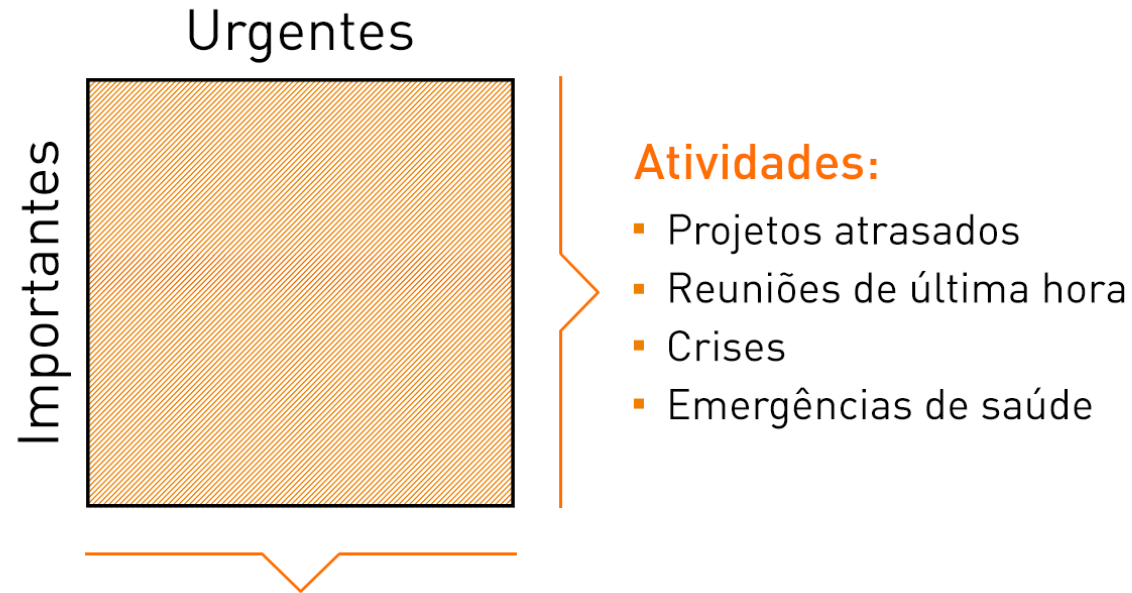 Urgentes
Importantes
Atividades:
▪ Projetos atrasados
▪ Reuniões de última hora
▪ Crises
▪ Emergências de saúde